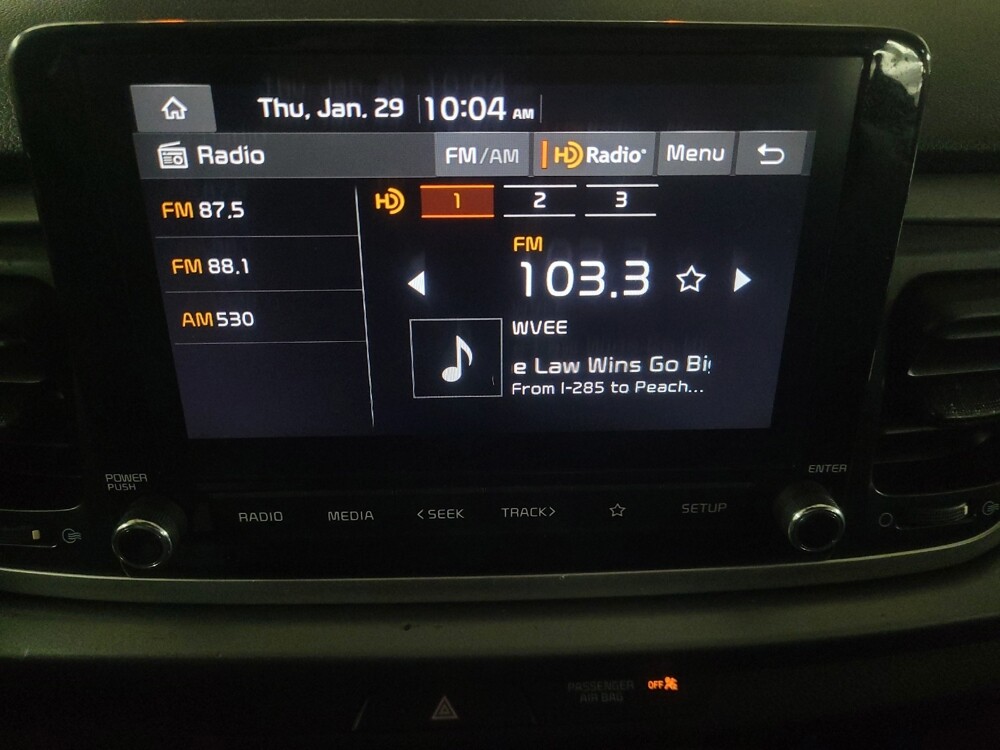 Thu, Jan. 29 10:04 AM
Radio FM/AM HD Radio Menu
FM 87.5
FM 88.1
AM 530
HD 1 2 3
FM
103.3
WVEE
e Law Wins Go Big
From I-285 to Peach...
POWER
PUSH
ENTER
RADIO MEDIA < SEEK TRACK > SETUP
PASSENGER
AIR BAG
OFF